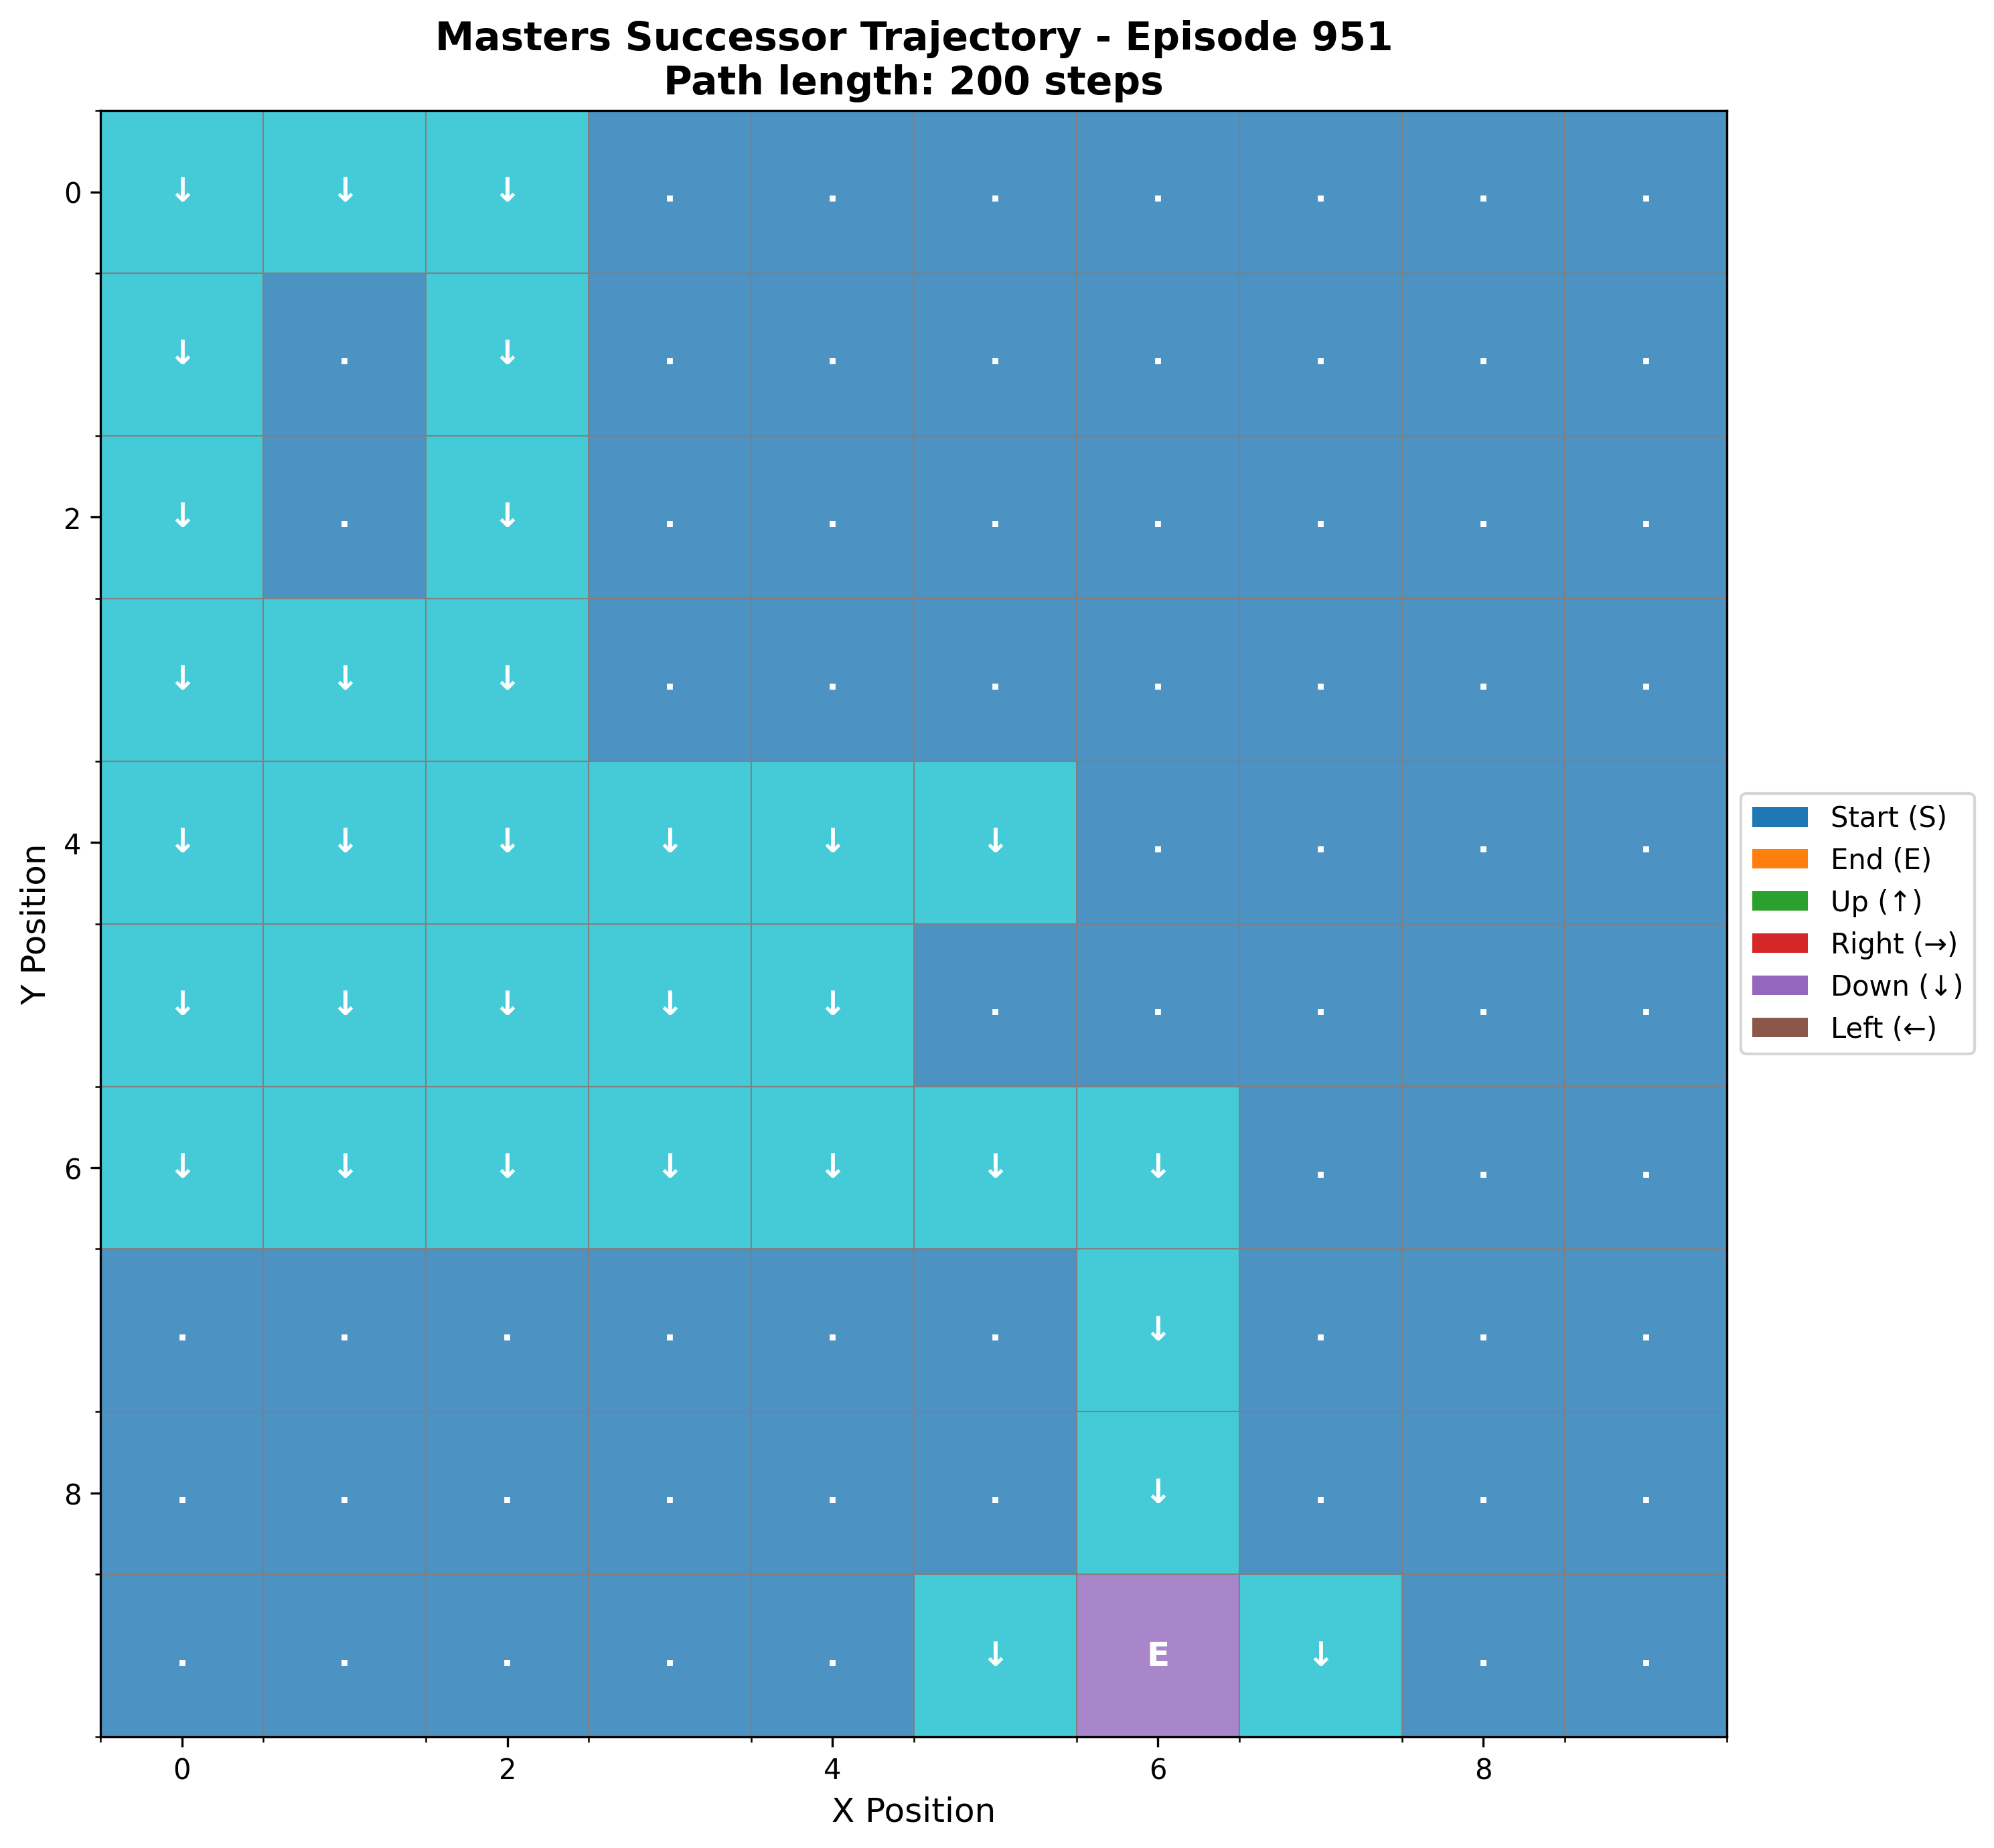 Masters Successor Trajectory - Episode 951
Path length: 200 steps
0 ↓ ↓ ↓ . . . . . . .
↓ . ↓ . . . . . . .
2 ↓ . ↓ . . . . . . .
↓ ↓ ↓ . . . . . . .
4 ↓ ↓ ↓ ↓ ↓ ↓ . . . .
↓ ↓ ↓ ↓ ↓ . . . . .
6 ↓ ↓ ↓ ↓ ↓ ↓ ↓ . . .
. . . . . . ↓ . . .
8 . . . . . . ↓ . . .
. . . . . ↓ E ↓ . .
0 2 4 6 8
X Position
Y Position
Start (S)
End (E)
Up (↑)
Right (→)
Down (↓)
Left (←)